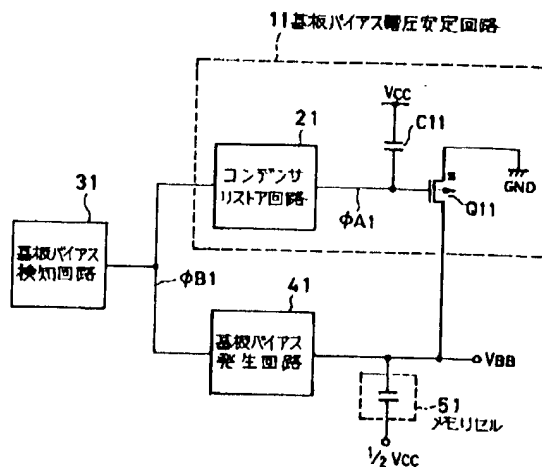 11基板バイアス電圧安定回路
VCC
C11
21
コンデンサ
リストア回路
φA1
GND
Q11
31
基板バイアス
検知回路
φB1
41
基板バイアス
発生回路
VBB
51
メモリセル
1/2 VCC